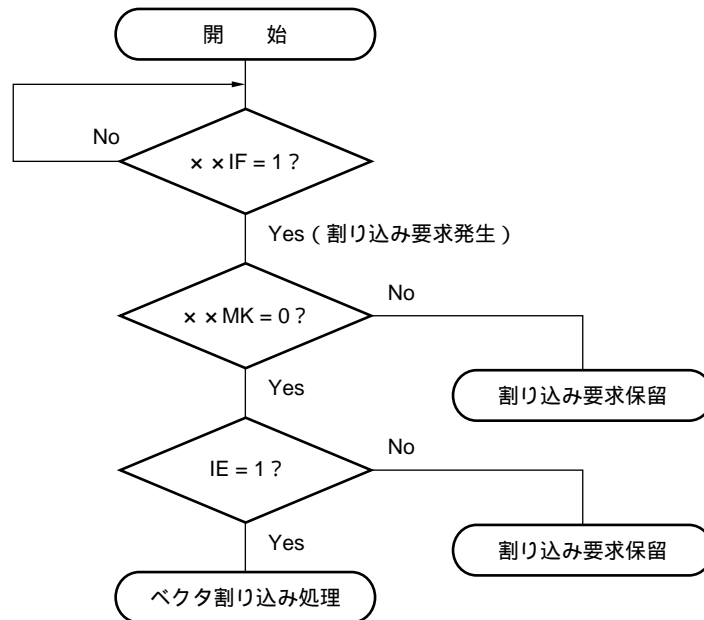 開　　始
No
××IF = 1？
Yes（割り込み要求発生）
××MK = 0？
No
Yes
割り込み要求保留
IE = 1？
No
Yes
割り込み要求保留
ベクタ割り込み処理